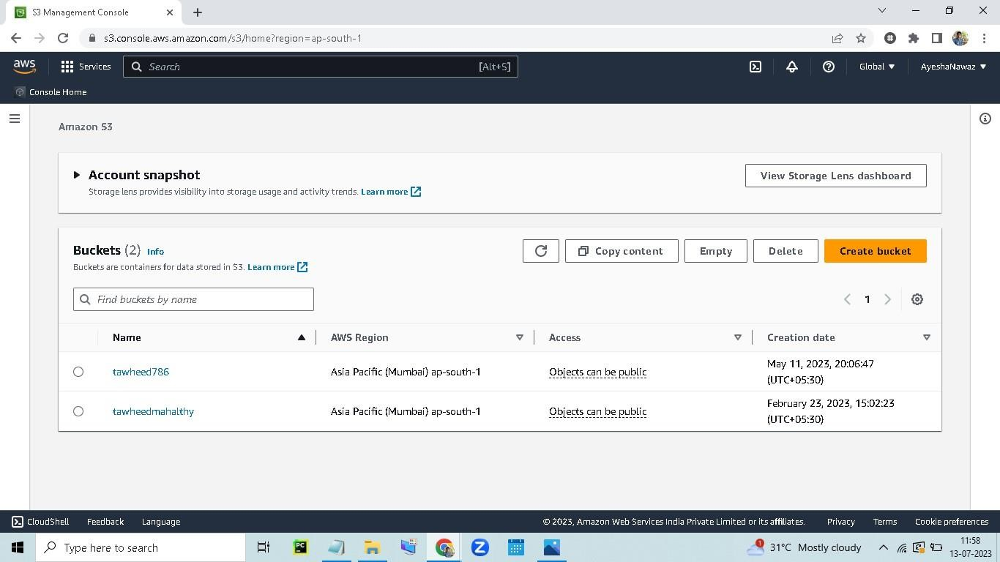 S3 Management Console
s3.console.aws.amazon.com/s3/home?region=ap-south-1
aws
Services
Search
[Alt+S]
Global
AyeshaNawaz
Console Home
Amazon S3
Account snapshot
View Storage Lens dashboard
Storage lens provides visibility into storage usage and activity trends. Learn more
Buckets (2) Info
Copy content
Empty
Delete
Create bucket
Buckets are containers for data stored in S3. Learn more
Find buckets by name
1
Name
AWS Region
Access
Creation date
tawheed786
Asia Pacific (Mumbai) ap-south-1
Objects can be public
May 11, 2023, 20:06:47
(UTC+05:30)
tawheedmahalthy
Asia Pacific (Mumbai) ap-south-1
Objects can be public
February 23, 2023, 15:02:23
(UTC+05:30)
CloudShell
Feedback
Language
© 2023, Amazon Web Services India Private Limited or its affiliates.
Privacy
Terms
Cookie preferences
Type here to search
PC
Z
1
31°C Mostly cloudy
11:58
13-07-2023